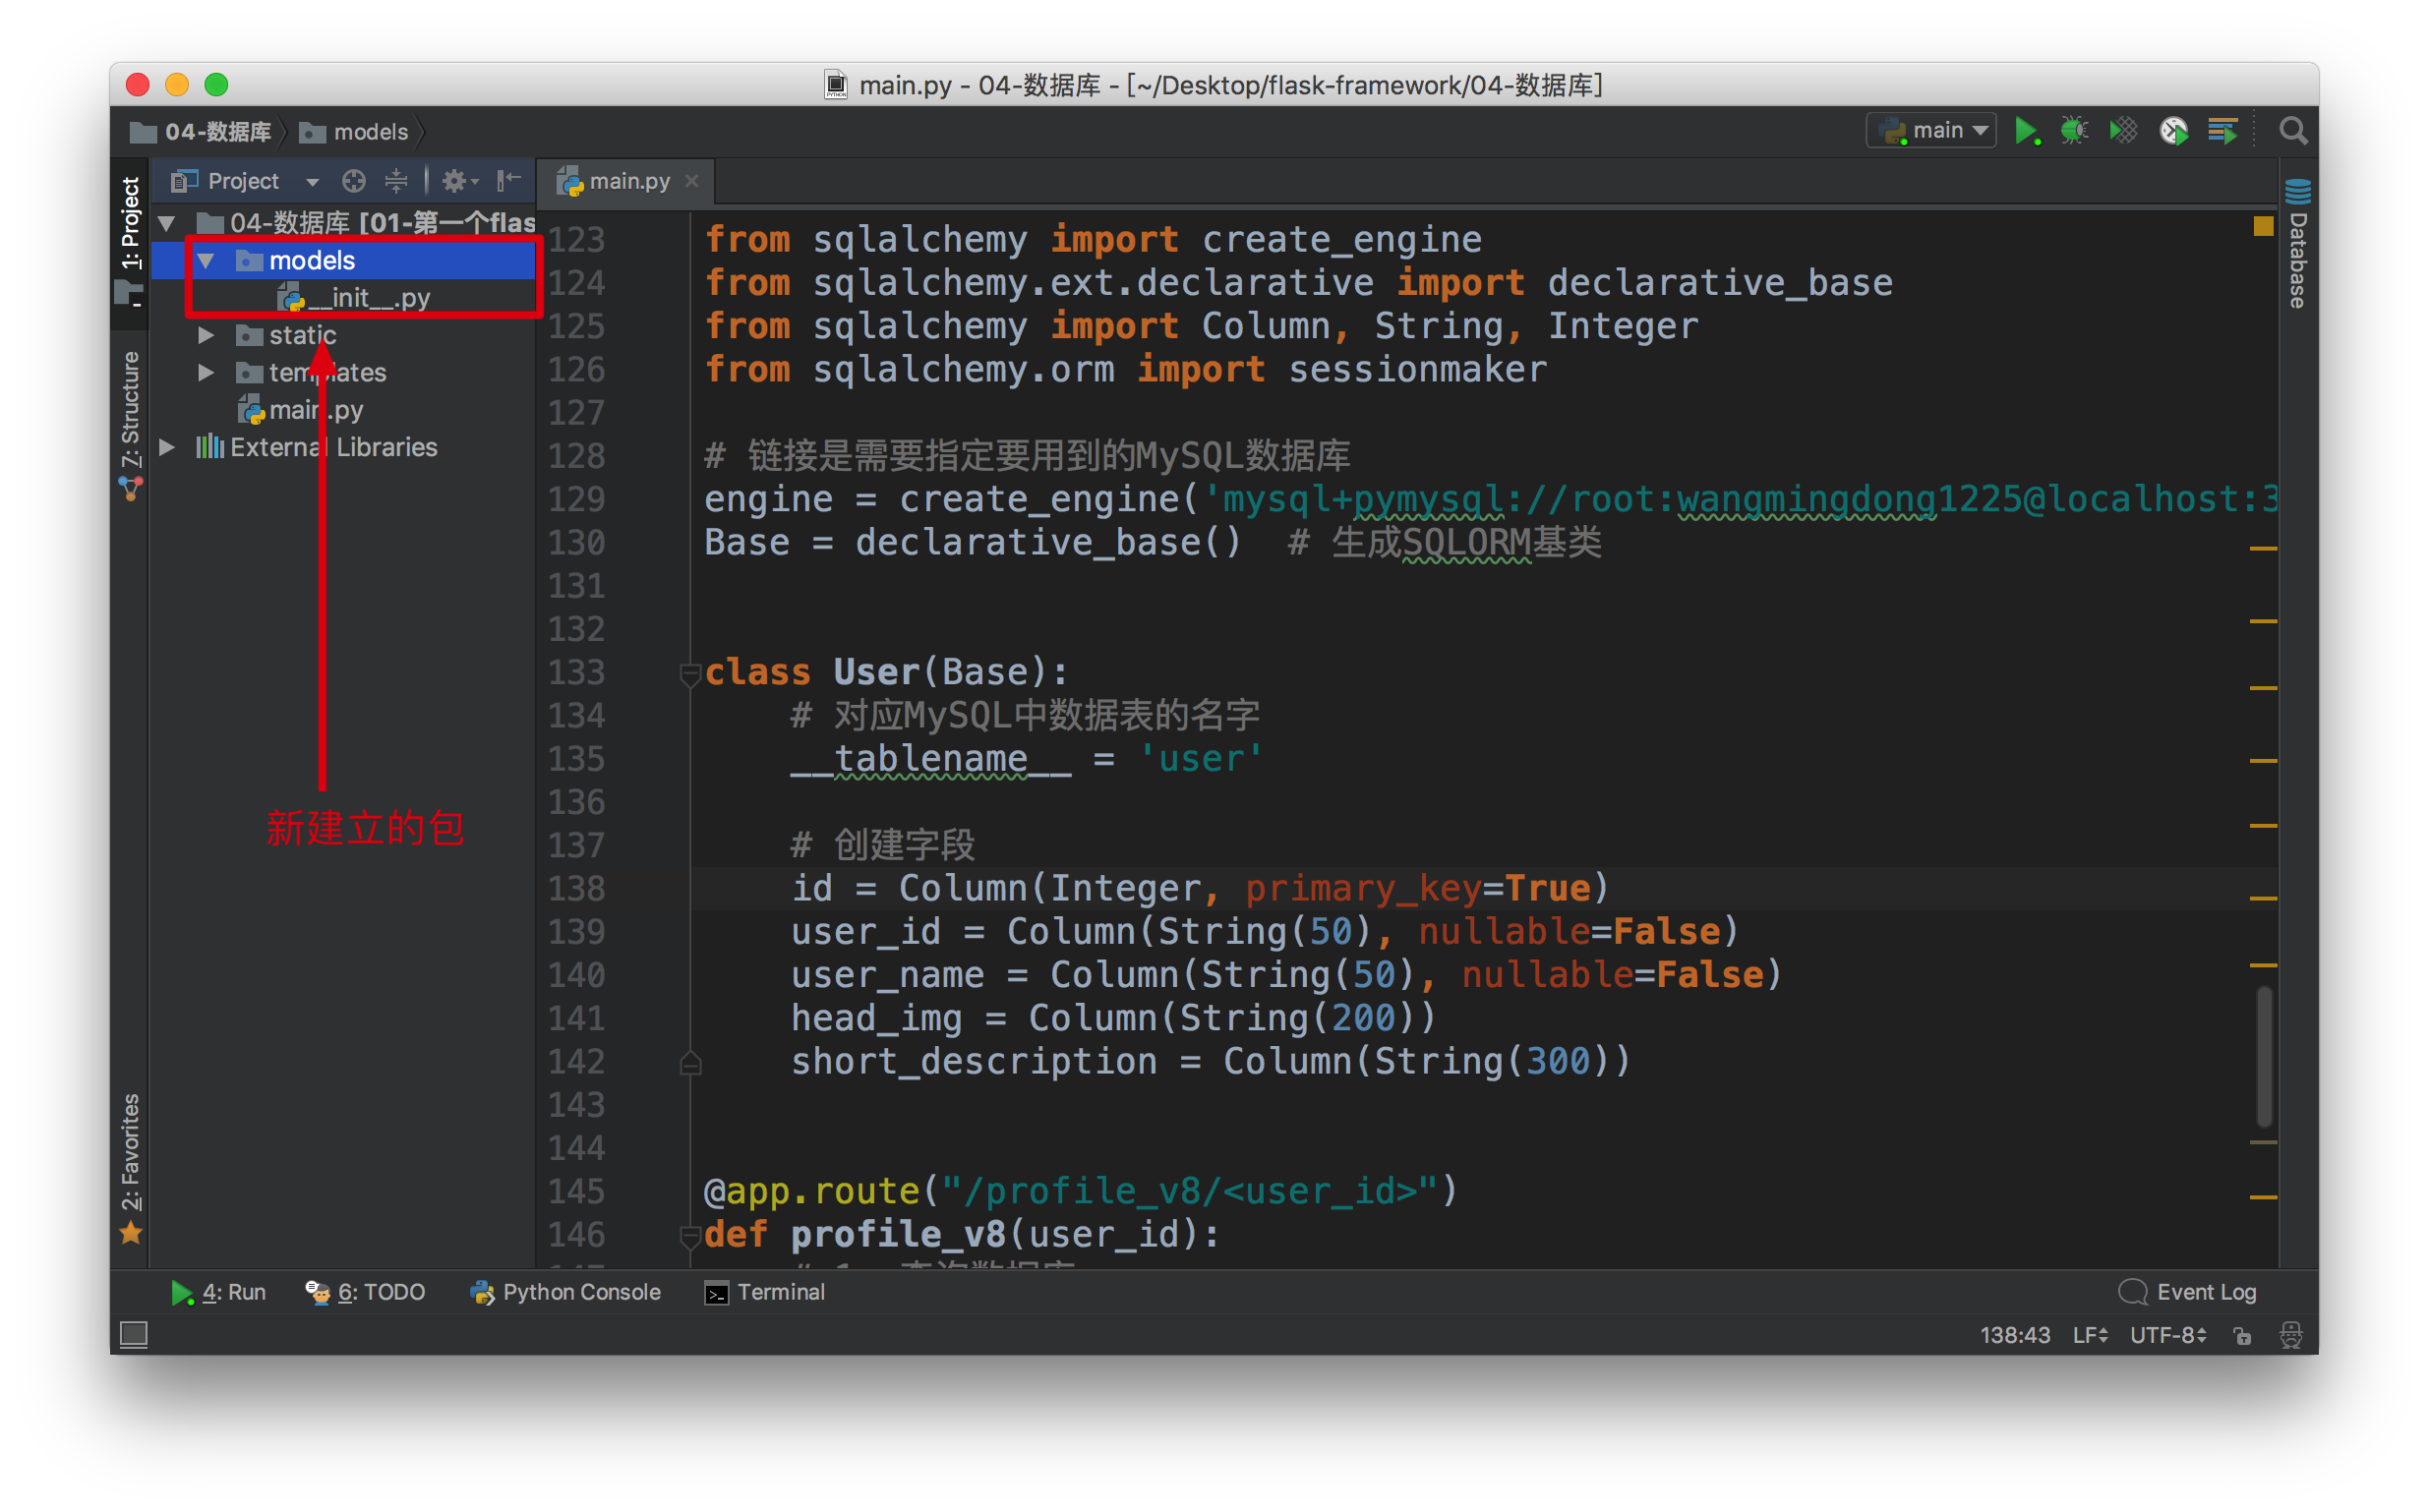 main.py - 04-数据库 - [~/Desktop/flask-framework/04-数据库]
04-数据库
models
main
1: Project
Project
main.py
04-数据库 [01-第一个flas
models
__init__.py
static
templates
main.py
External Libraries
新建立的包
7: Structure
2: Favorites
Database
123 from sqlalchemy import create_engine
124 from sqlalchemy.ext.declarative import declarative_base
125 from sqlalchemy import Column, String, Integer
126 from sqlalchemy.orm import sessionmaker
127
128 # 链接是需要指定要用到的MySQL数据库
129 engine = create_engine('mysql+pymysql://root:wangmingdong1225@localhost:3
130 Base = declarative_base()  # 生成SQLORM基类
131
132
133 class User(Base):
134     # 对应MySQL中数据表的名字
135     __tablename__ = 'user'
136
137     # 创建字段
138     id = Column(Integer, primary_key=True)
139     user_id = Column(String(50), nullable=False)
140     user_name = Column(String(50), nullable=False)
141     head_img = Column(String(200))
142     short_description = Column(String(300))
143
144
145 @app.route("/profile_v8/<user_id>")
146 def profile_v8(user_id):
4: Run
6: TODO
Python Console
Terminal
Event Log
138:43
LF
UTF-8